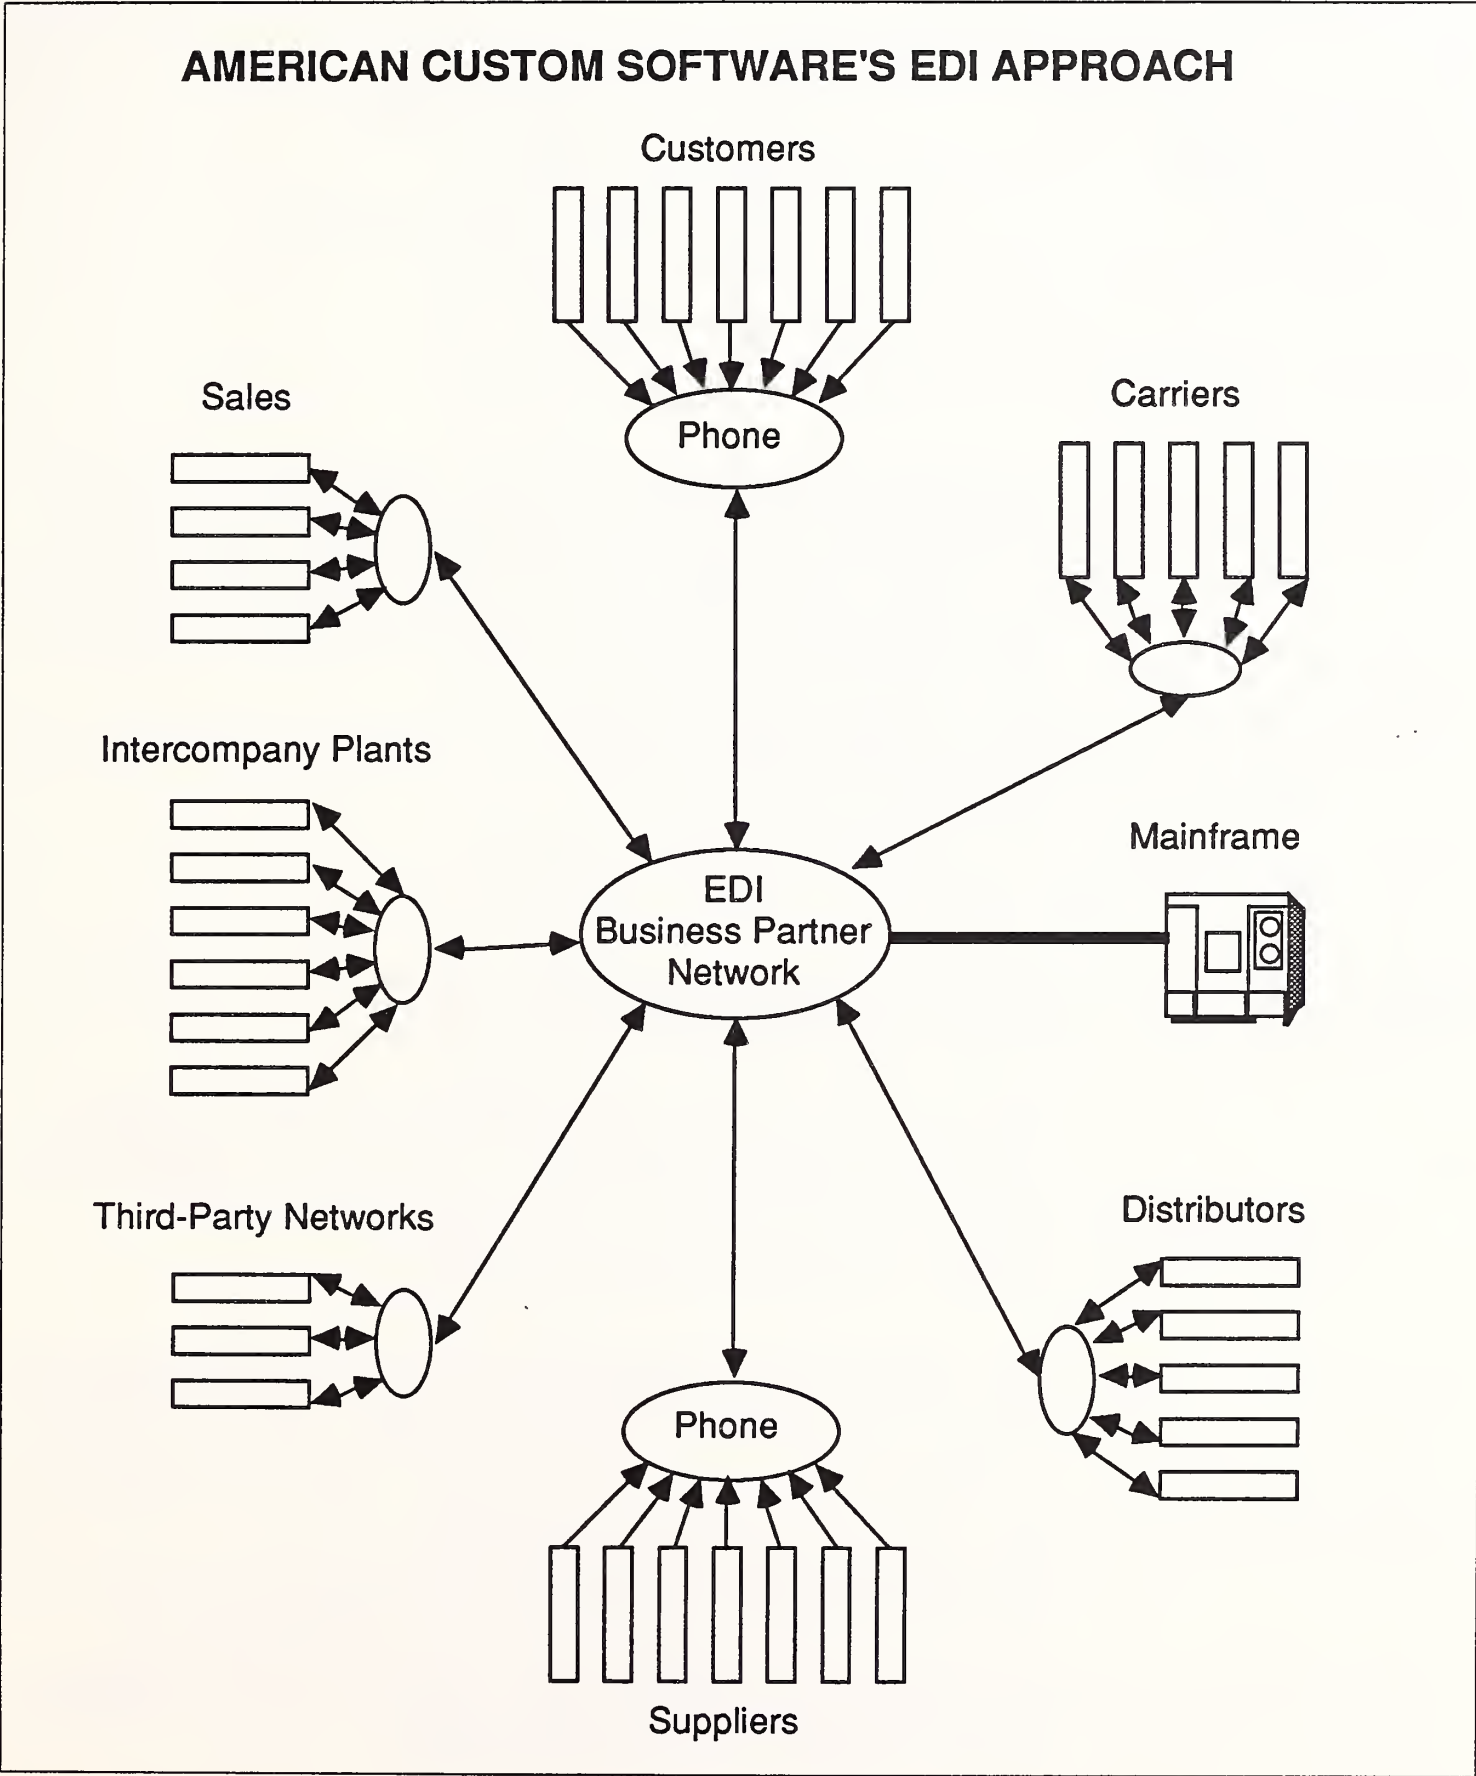 AMERICAN CUSTOM SOFTWARE'S EDI APPROACH
Customers
Sales
Carriers
Phone
Intercompany Plants
Mainframe
EDI
Business Partner
Network
Third-Party Networks
Distributors
Phone
Suppliers